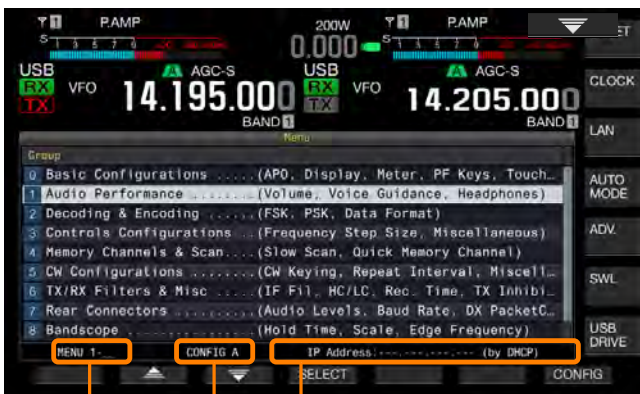 P.AMP 200W P.AMP
S 1 3 5 7 9 0.000 S 1 3 5 7 9
USB AGC-S USB AGC-S
RX VFO 14.195.000 RX VFO 14.205.000
TX TX
BAND 1 BAND 1
Menu
Group
0 Basic Configurations .....(APO, Display, Meter, PF Keys, Touch…
1 Audio Performance ........(Volume, Voice Guidance, Headphones)
2 Decoding & Encoding ......(FSK, PSK, Data Format)
3 Controls Configurations ..(Frequency Step Size, Miscellaneous)
4 Memory Channels & Scan....(Slow Scan, Quick Memory Channel)
5 CW Configurations ........(CW Keying, Repeat Interval, Miscell…
6 TX/RX Filters & Misc .....(IF Fil, HC/LC, Rec. Time, TX Inhibi…
7 Rear Connectors ..........(Audio Levels, Baud Rate, DX PacketC…
8 Bandscope ................(Hold Time, Scale, Edge Frequency)
MENU 1-__ CONFIG A IP Address:---.---.---.--- (by DHCP)
SELECT CONFIG
CLOCK
LAN
AUTO
MODE
ADV.
SWL
USB
DRIVE